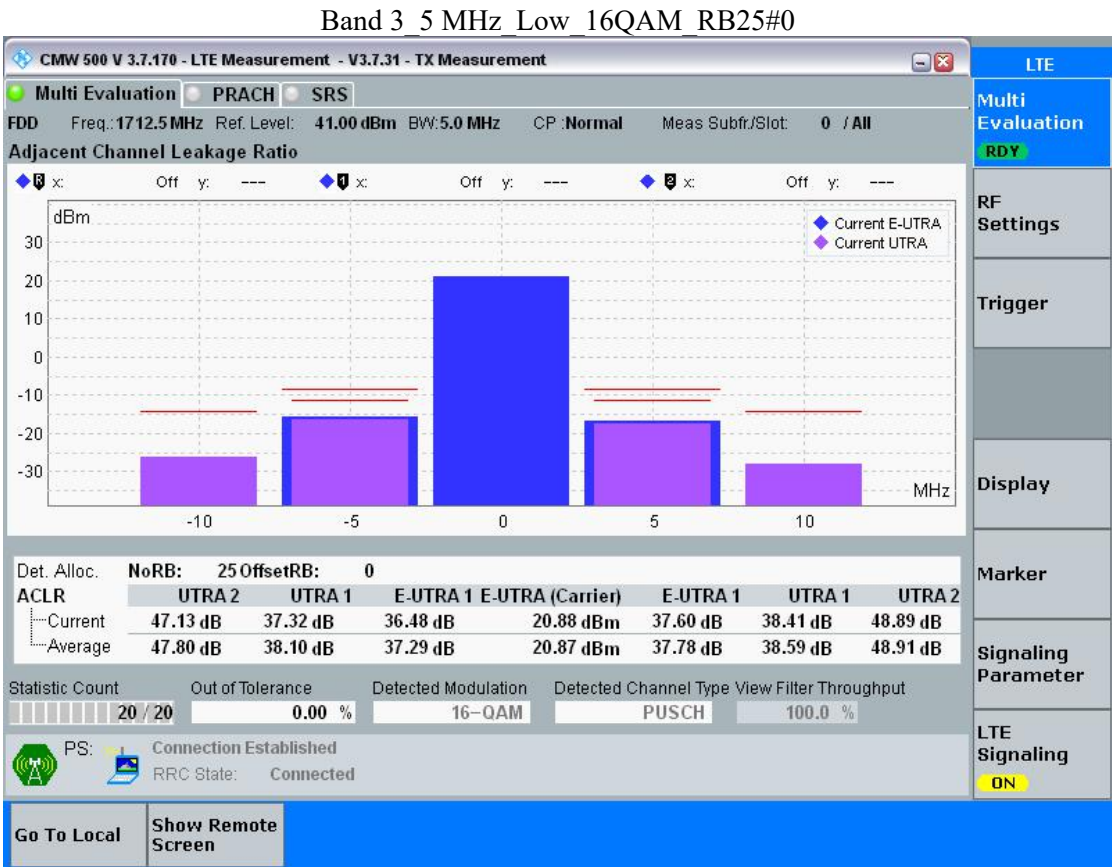 Band 3_5 MHz_Low_16QAM_RB25#0
CMW 500 V 3.7.170 - LTE Measurement - V3.7.31 - TX Measurement
LTE
Multi Evaluation PRACH SRS
Multi Evaluation
RDY
FDD Freq.:1712.5 MHz Ref. Level: 41.00 dBm BW:5.0 MHz CP :Normal Meas Subfr./Slot: 0 / All
Adjacent Channel Leakage Ratio
R x: Off y: --- 1 x: Off y: --- 2 x: Off y: ---
RF
Settings
dBm
Current E-UTRA
Current UTRA
30
20
10
0
-10
-20
-30
MHz
-10 -5 0 5 10
Trigger
Display
Det. Alloc. NoRB: 25 OffsetRB: 0
ACLR UTRA 2 UTRA 1 E-UTRA 1 E-UTRA (Carrier) E-UTRA 1 UTRA 1 UTRA 2
Current 47.13 dB 37.32 dB 36.48 dB 20.88 dBm 37.60 dB 38.41 dB 48.89 dB
Average 47.80 dB 38.10 dB 37.29 dB 20.87 dBm 37.78 dB 38.59 dB 48.91 dB
Marker
Statistic Count Out of Tolerance Detected Modulation Detected Channel Type View Filter Throughput
20 / 20 0.00 % 16-QAM PUSCH 100.0 %
Signaling
Parameter
PS: Connection Established
RRC State: Connected
LTE
Signaling
ON
Go To Local
Show Remote
Screen